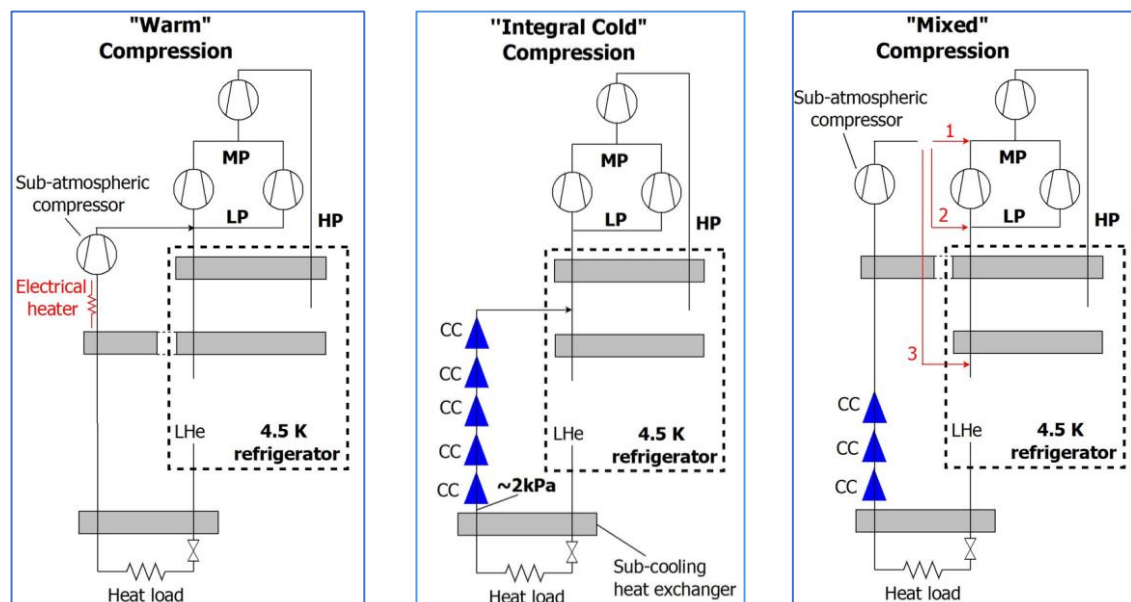 "Warm"
Compression
MP
Sub-atmospheric
compressor
LP
HP
Electrical
heater
LHe
4.5 K
refrigerator
Heat load
"Integral Cold"
Compression
MP
LP
HP
CC
CC
CC
CC
LHe
4.5 K
refrigerator
CC
~2kPa
Sub-cooling
heat exchanger
Heat load
"Mixed"
Compression
Sub-atmospheric
compressor
1
MP
2
LP
HP
3
CC
CC
LHe
4.5 K
refrigerator
CC
Heat load